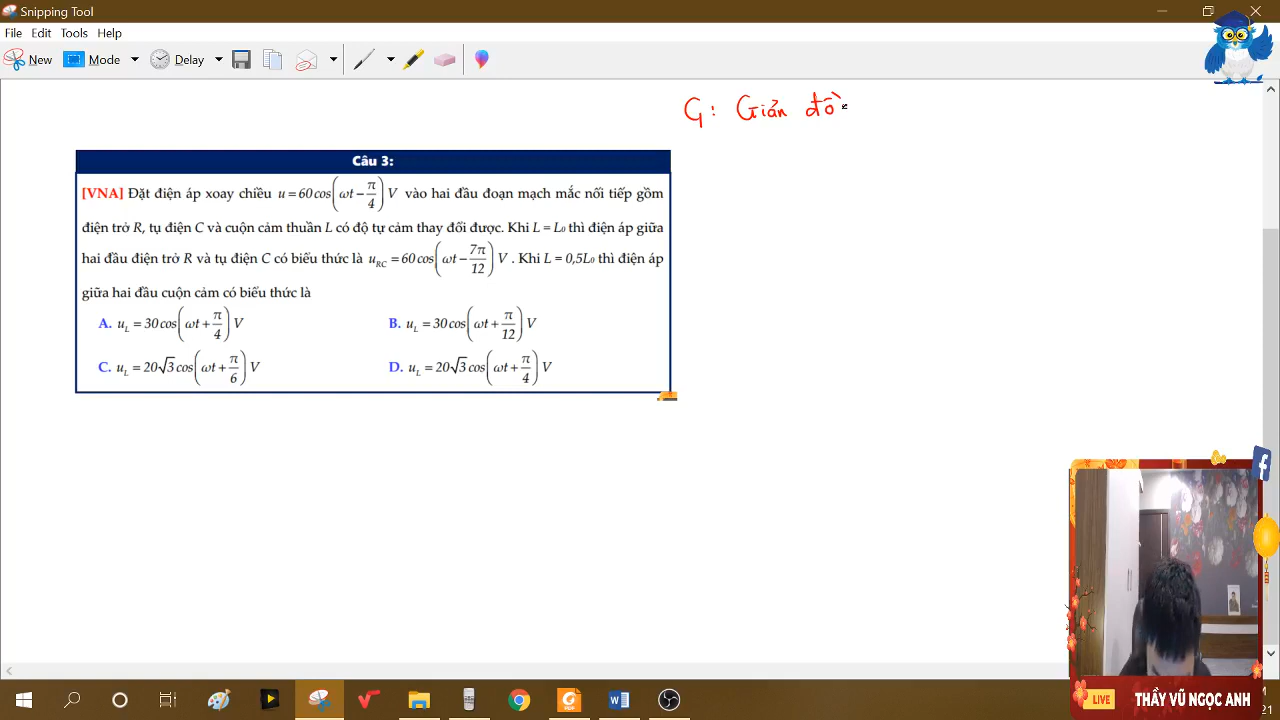 Snipping Tool
File Edit Tools Help
New Mode Delay
G: Giản đồ
Câu 3:
[VNA] Đặt điện áp xoay chiều u = 60cos(ωt − π/4) V vào hai đầu đoạn mạch mắc nối tiếp gồm
điện trở R, tụ điện C và cuộn cảm thuần L có độ tự cảm thay đổi được. Khi L = L₀ thì điện áp giữa
hai đầu điện trở R và tụ điện C có biểu thức là u_RC = 60cos(ωt − 7π/12) V. Khi L = 0,5L₀ thì điện áp
giữa hai đầu cuộn cảm có biểu thức là
A. u_L = 30cos(ωt + π/4) V B. u_L = 30cos(ωt + π/12) V
C. u_L = 20√3cos(ωt + π/6) V D. u_L = 20√3cos(ωt + π/4) V
LIVE THẦY VŨ NGỌC ANH